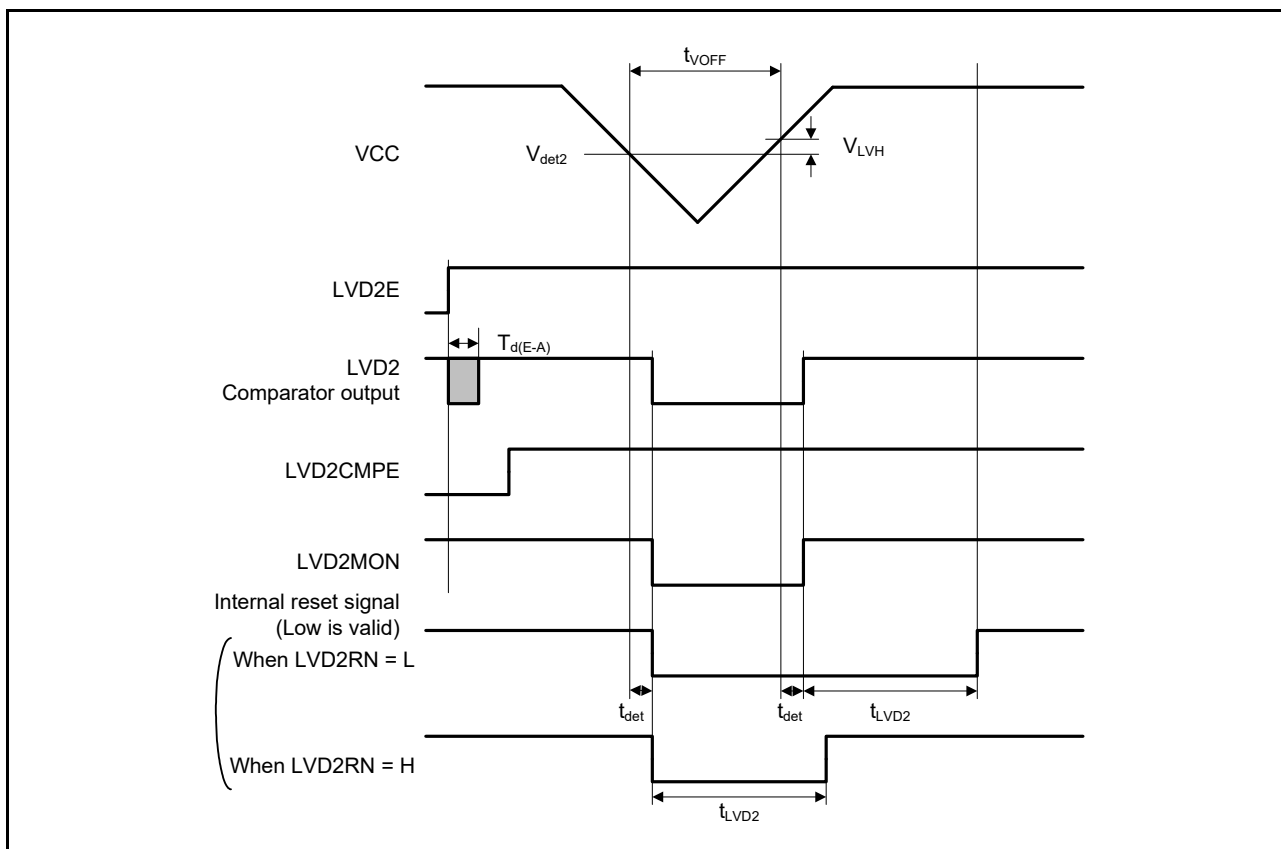 tVOFF
VCC
Vdet2
VLVH
LVD2E
Td(E-A)
LVD2
Comparator output
LVD2CMPE
LVD2MON
Internal reset signal
(Low is valid)
When LVD2RN = L
tdet
tdet
tLVD2
When LVD2RN = H
tLVD2